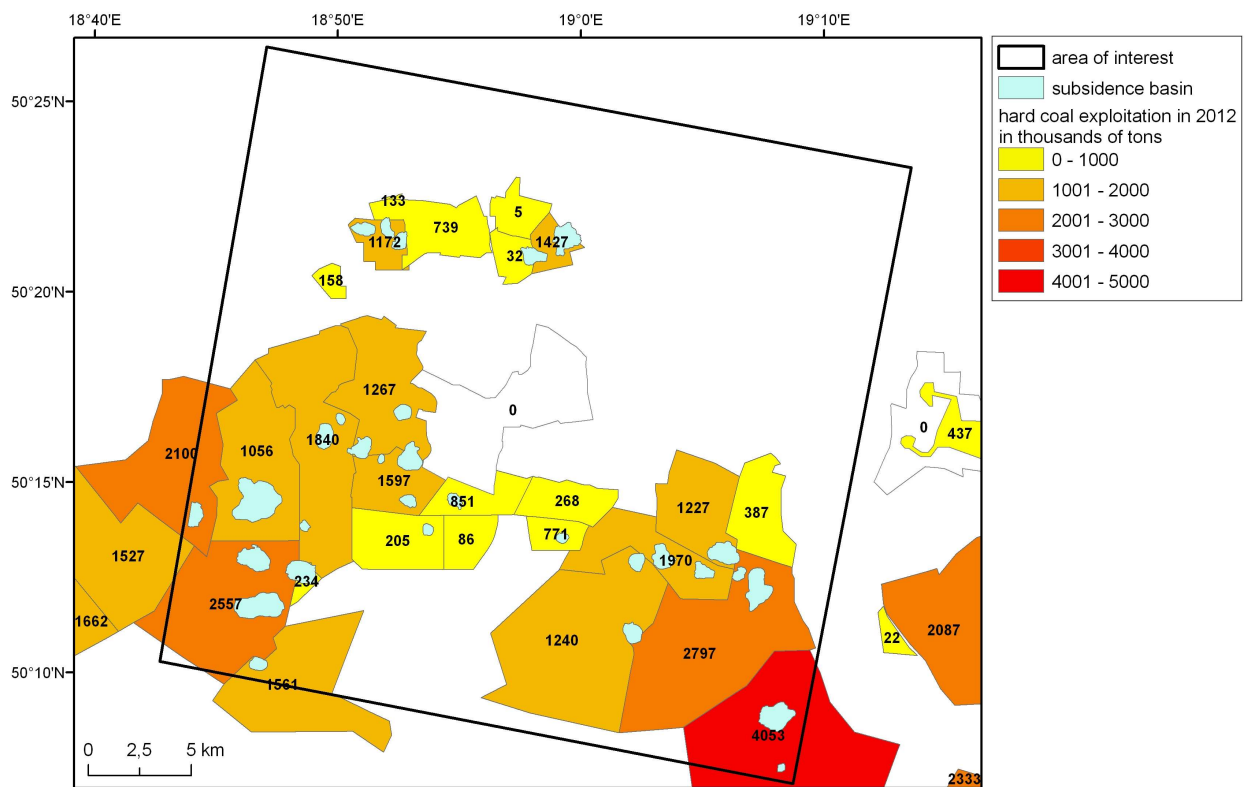 18°40'E 18°50'E 19°0'E 19°10'E
50°25'N
50°20'N
50°15'N
50°10'N
133
739
5
1172
1427
32
158
1267
0
1840
2100
1056
1597
851
268
205
86
771
1227
387
1970
1527
234
2557
1662
1240
2797
1561
4053
0
437
22
2087
2333
0 2,5 5 km
area of interest
subsidence basin
hard coal exploitation in 2012
in thousands of tons
0 - 1000
1001 - 2000
2001 - 3000
3001 - 4000
4001 - 5000